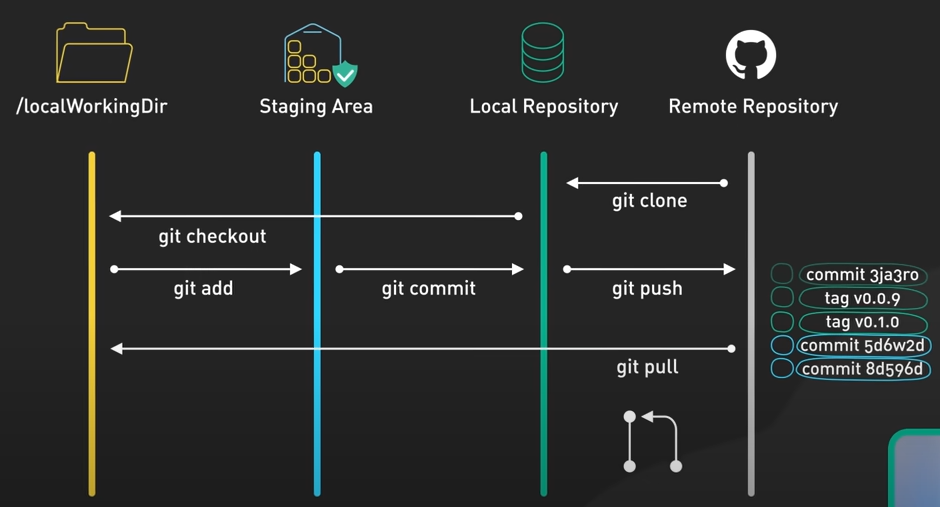 /localWorkingDir
Staging Area
Local Repository
Remote Repository
git clone
git checkout
git add
git commit
git push
commit 3ja3ro
tag v0.0.9
tag v0.1.0
commit 5d6w2d
commit 8d596d
git pull